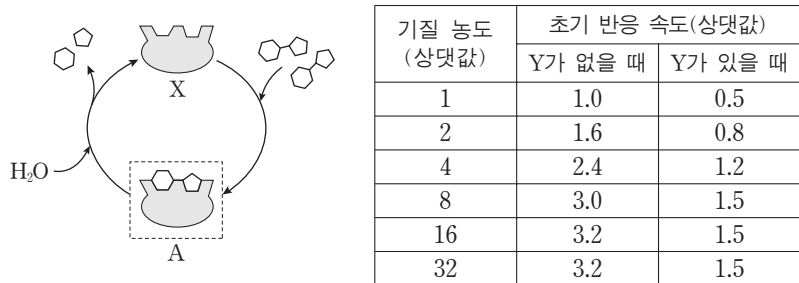 X
H₂O
A
기질 농도
(상댓값)
초기 반응 속도(상댓값)
Y가 없을 때 Y가 있을 때
1 1.0 0.5
2 1.6 0.8
4 2.4 1.2
8 3.0 1.5
16 3.2 1.5
32 3.2 1.5